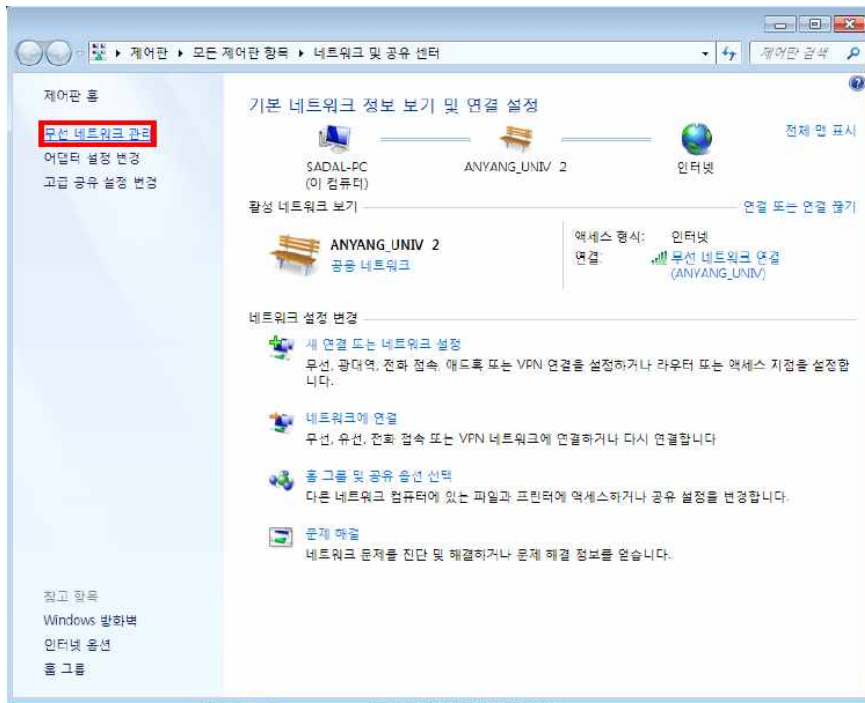 제어판 ▸ 모든 제어판 항목 ▸ 네트워크 및 공유 센터
제어판 검색
제어판 홈
무선 네트워크 관리
어댑터 설정 변경
고급 공유 설정 변경
기본 네트워크 정보 보기 및 연결 설정
전체 맵 표시
SADAL-PC
(이 컴퓨터)
ANYANG_UNIV 2
인터넷
활성 네트워크 보기
연결 또는 연결 끊기
ANYANG_UNIV 2
공용 네트워크
액세스 형식: 인터넷
연결: 무선 네트워크 연결
(ANYANG_UNIV)
네트워크 설정 변경
새 연결 또는 네트워크 설정
무선, 광대역, 전화 접속, 애드혹 또는 VPN 연결을 설정하거나 라우터 또는 액세스 지점을 설정합
니다.
네트워크에 연결
무선, 유선, 전화 접속 또는 VPN 네트워크에 연결하거나 다시 연결합니다
홈 그룹 및 공유 옵션 선택
다른 네트워크 컴퓨터에 있는 파일과 프린터에 액세스하거나 공유 설정을 변경합니다.
문제 해결
네트워크 문제를 진단 및 해결하거나 문제 해결 정보를 얻습니다.
참고 항목
Windows 방화벽
인터넷 옵션
홈 그룹